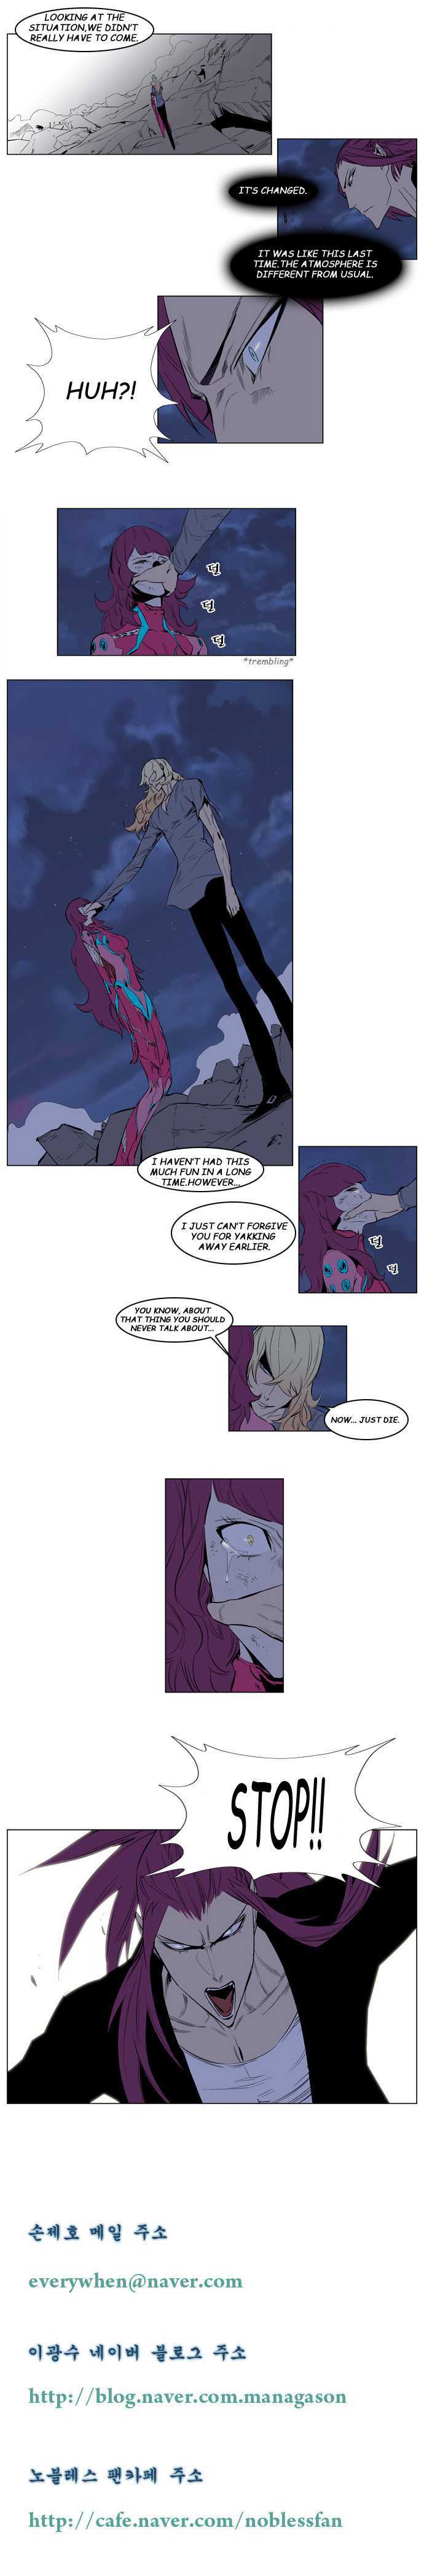 LOOKING AT THE
SITUATION,WE DIDN'T
REALLY HAVE TO COME.
IT'S CHANGED.
IT WAS LIKE THIS LAST
TIME.THE ATMOSPHERE IS
DIFFERENT FROM USUAL.
HUH?!
덜
덜
덜
*trembling*
I HAVEN'T HAD THIS
MUCH FUN IN A LONG
TIME.HOWEVER...
I JUST CAN'T FORGIVE
YOU FOR YAKKING
AWAY EARLIER.
덜
덜
YOU KNOW, ABOUT
THAT THING YOU SHOULD
NEVER TALK ABOUT...
NOW... JUST DIE.
STOP!!
손제호 메일 주소
everywhen@naver.com
이광수 네이버 블로그 주소
http://blog.naver.com.managason
노블레스 팬카페 주소
http://cafe.naver.com/noblessfan